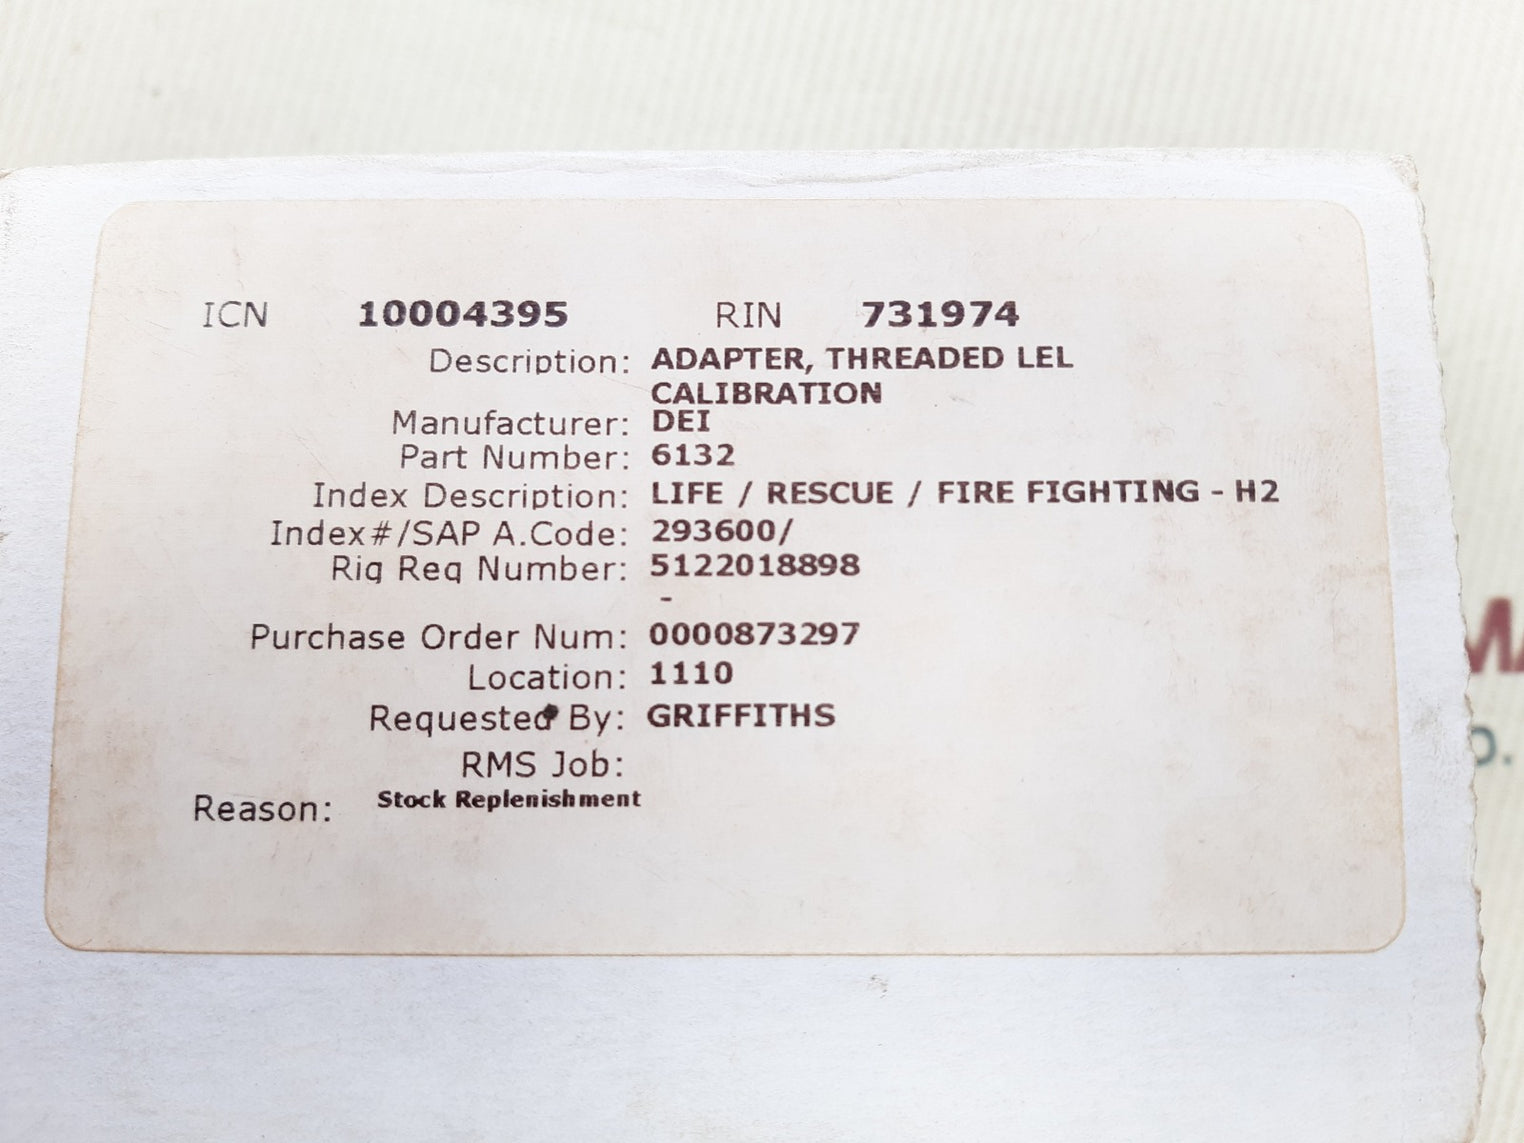 ICN 10004395 RIN 731974
Description: ADAPTER, THREADED LEL
CALIBRATION
Manufacturer: DEI
Part Number: 6132
Index Description: LIFE / RESCUE / FIRE FIGHTING - H2
Index#/SAP A.Code: 293600/
Rig Req Number: 5122018898
-
Purchase Order Num: 0000873297
Location: 1110
Requested By: GRIFFITHS
RMS Job:
Reason: Stock Replenishment